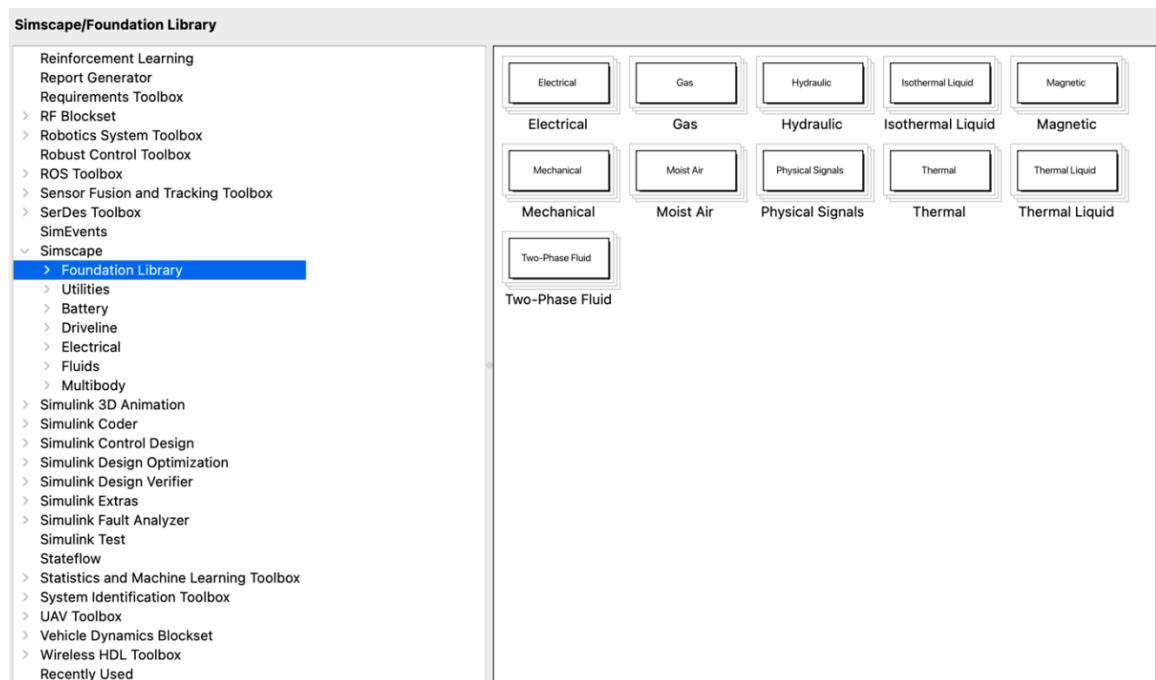 Simscape/Foundation Library
Reinforcement Learning
Report Generator
Requirements Toolbox
RF Blockset
Robotics System Toolbox
Robust Control Toolbox
ROS Toolbox
Sensor Fusion and Tracking Toolbox
SerDes Toolbox
SimEvents
Simscape
Foundation Library
Utilities
Battery
Driveline
Electrical
Fluids
Multibody
Simulink 3D Animation
Simulink Coder
Simulink Control Design
Simulink Design Optimization
Simulink Design Verifier
Simulink Extras
Simulink Fault Analyzer
Simulink Test
Stateflow
Statistics and Machine Learning Toolbox
System Identification Toolbox
UAV Toolbox
Vehicle Dynamics Blockset
Wireless HDL Toolbox
Recently Used
Electrical Gas Hydraulic Isothermal Liquid Magnetic
Electrical Gas Hydraulic Isothermal Liquid Magnetic
Mechanical Moist Air Physical Signals Thermal Thermal Liquid
Mechanical Moist Air Physical Signals Thermal Thermal Liquid
Two-Phase Fluid
Two-Phase Fluid